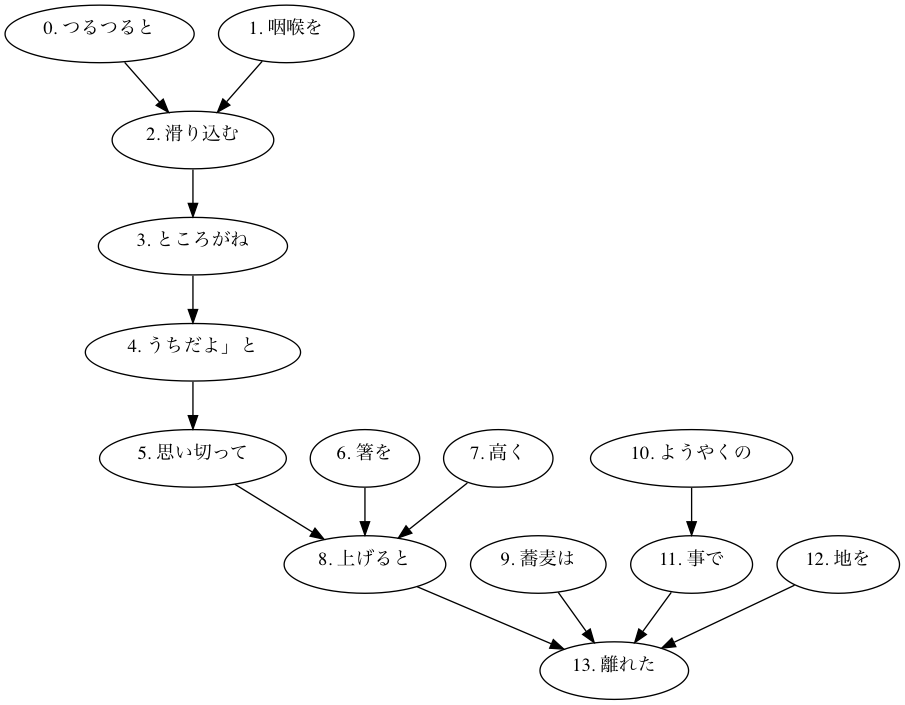 0. つるつると
1. 咽喉を
2. 滑り込む
3. ところがね
4. うちだよ」と
5. 思い切って
6. 箸を
7. 高く
10. ようやくの
8. 上げると
9. 蕎麦は
11. 事で
12. 地を
13. 離れた